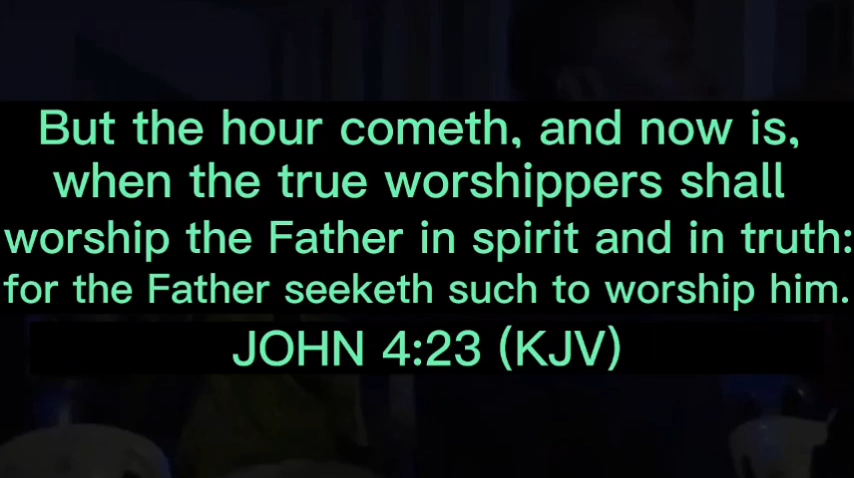 But the hour cometh, and now is,
when the true worshippers shall
worship the Father in spirit and in truth:
for the Father seeketh such to worship him.
JOHN 4:23 (KJV)